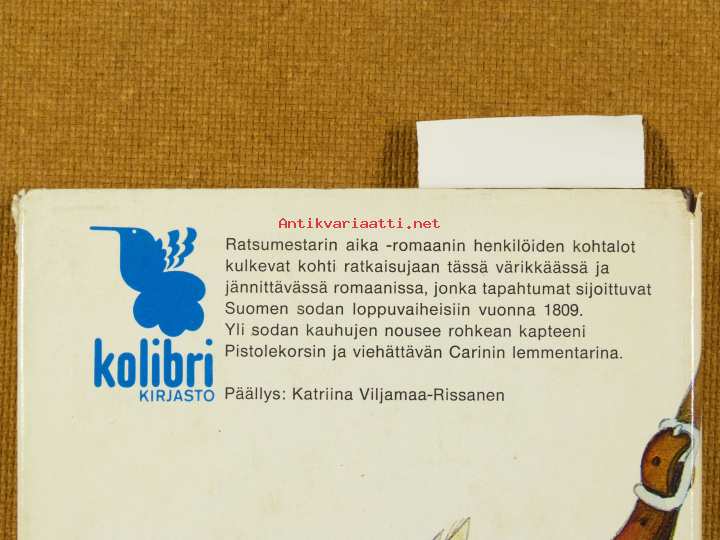 Antikvariaatti.net
Ratsumestarin aika -romaanin henkilöiden kohtalot
kulkevat kohti ratkaisujaan tässä värikkäässä ja
jännittävässä romaanissa, jonka tapahtumat sijoittuvat
Suomen sodan loppuvaiheisiin vuonna 1809.
Yli sodan kauhujen nousee rohkean kapteeni
Pistolekorsin ja viehättävän Carinin lemmentarina.
kolibri
KIRJASTO
Päällys: Katriina Viljamaa-Rissanen